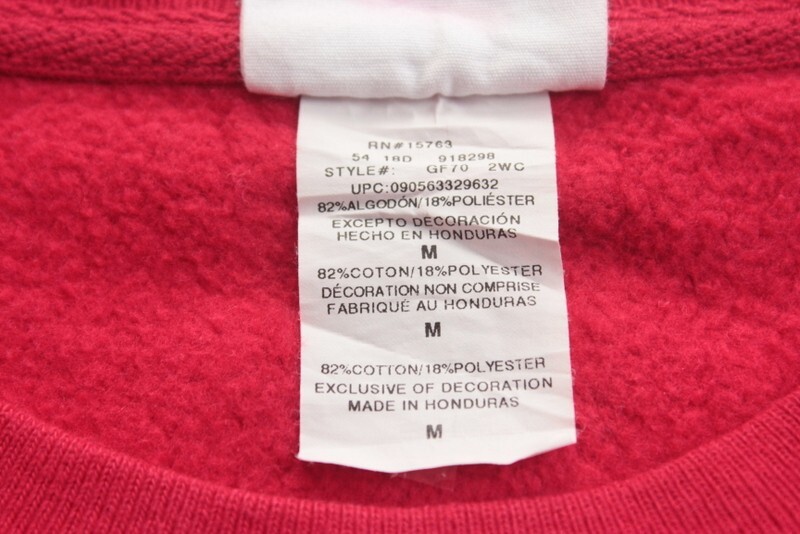 RN#15763
54 18D 918298
STYLE#: GF70 2WC
UPC:090563329632
82%ALGODÓN/18%POLIÉSTER
EXCEPTO DECORACIÓN
HECHO EN HONDURAS
M
82%COTON/18%POLYESTER
DÉCORATION NON COMPRISE
FABRIQUÉ AU HONDURAS
M
82%COTTON/18%POLYESTER
EXCLUSIVE OF DECORATION
MADE IN HONDURAS
M